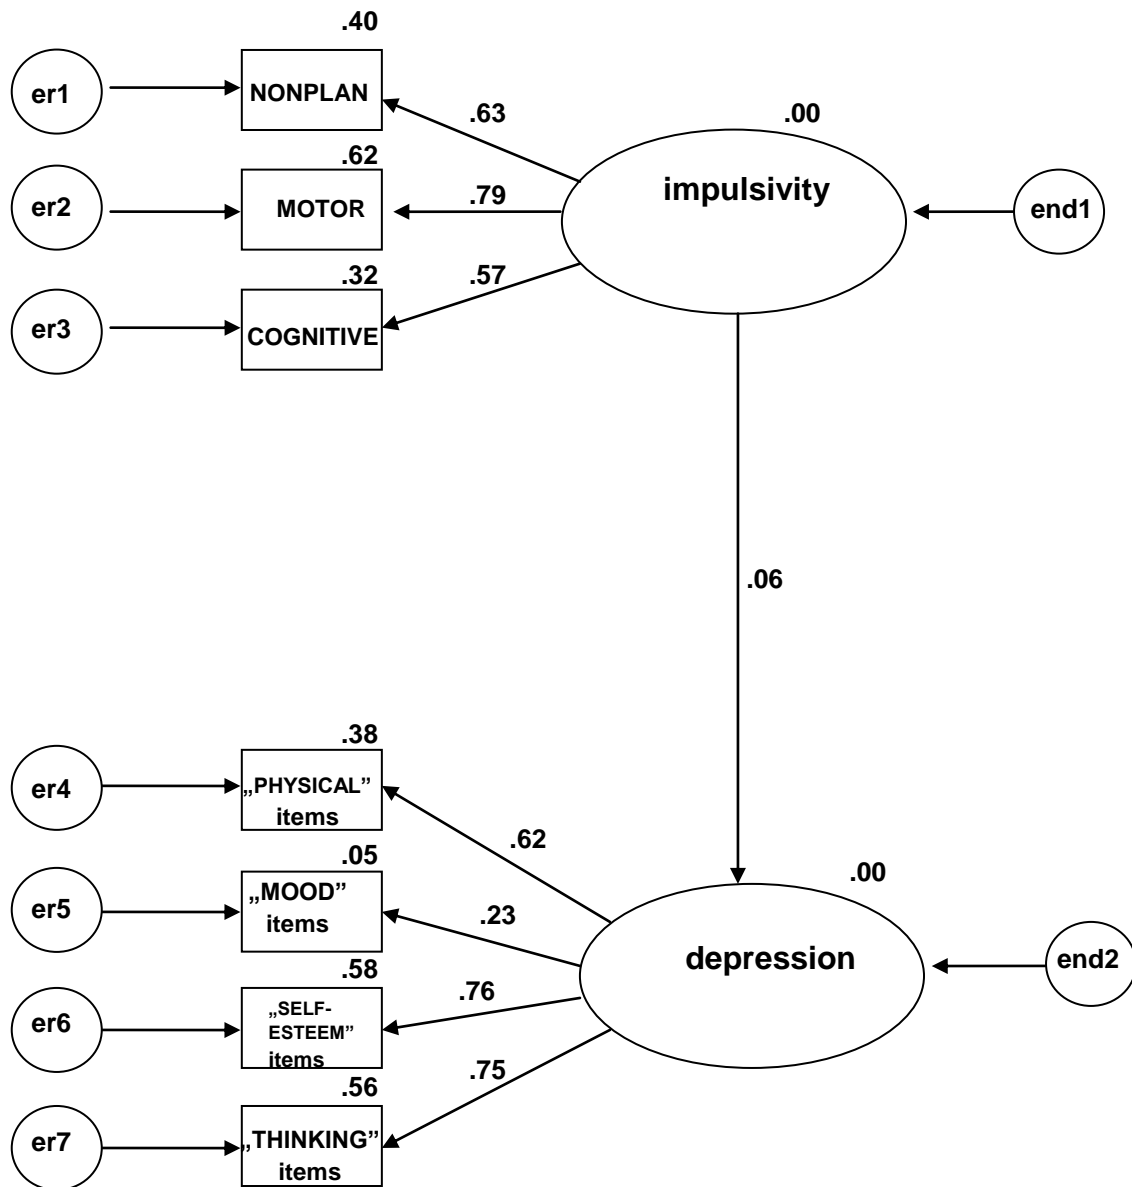 .40
er1
NONPLAN
.63
.00
impulsivity
end1
.62
er2
MOTOR
.79
.32
er3
COGNITIVE
.57
.06
.38
er4
„PHYSICAL”
items
.62
.05
er5
„MOOD”
items
.23
.00
depression
end2
.58
er6
„SELF-
ESTEEM”
items
.76
.56
er7
„THINKING”
items
.75